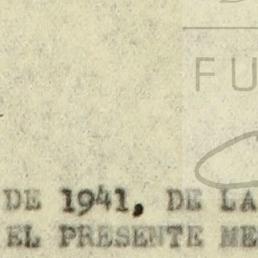 FU
DE 1941, DE LA
EL PRESENTE ME